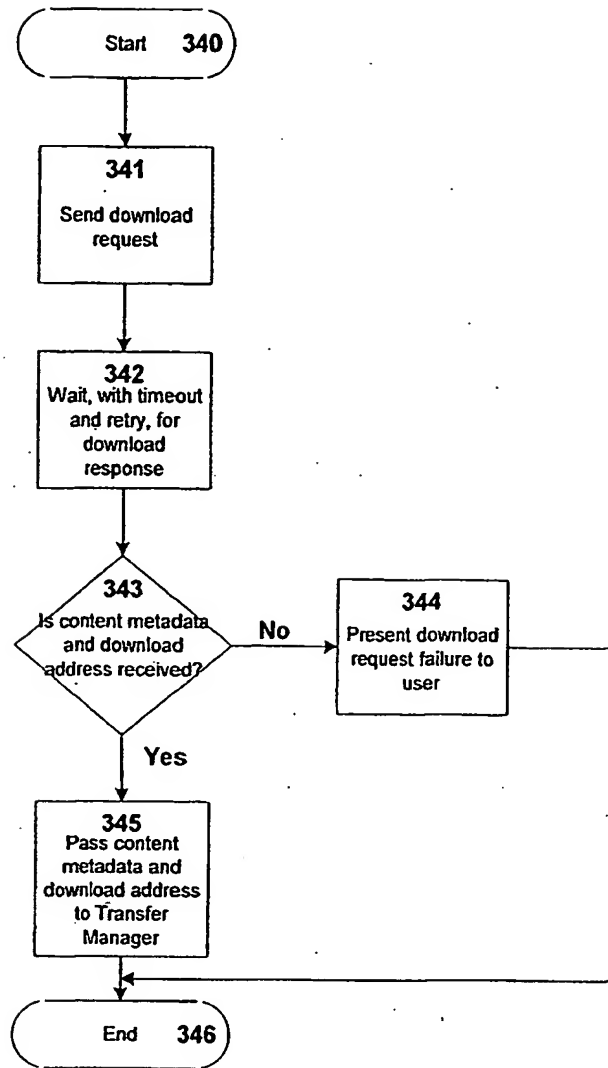 Start 340
341
Send download
request
342
Wait, with timeout
and retry, for
download
response
343
Is content metadata
and download
address received?
No
344
Present download
request failure to
user
Yes
345
Pass content
metadata and
download address
to Transfer
Manager
End 346